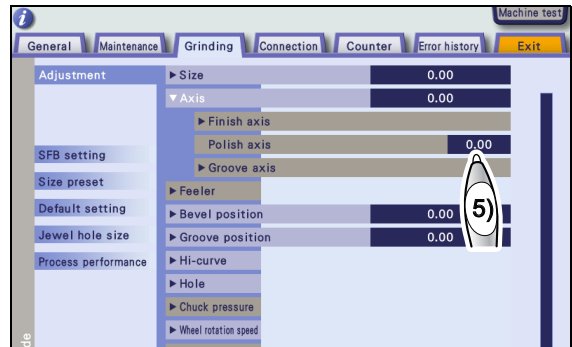 i
Machine test
General Maintenance Grinding Connection Counter Error history Exit
Adjustment
SFB setting
Size preset
Default setting
Jewel hole size
Process performance
▶ Size 0.00
▼ Axis 0.00
▶ Finish axis
Polish axis 0.00
▶ Groove axis
▶ Feeler
▶ Bevel position 0.00
▶ Groove position 0.00
▶ Hi-curve
▶ Hole
▶ Chuck pressure
▶ Wheel rotation speed
5)
de